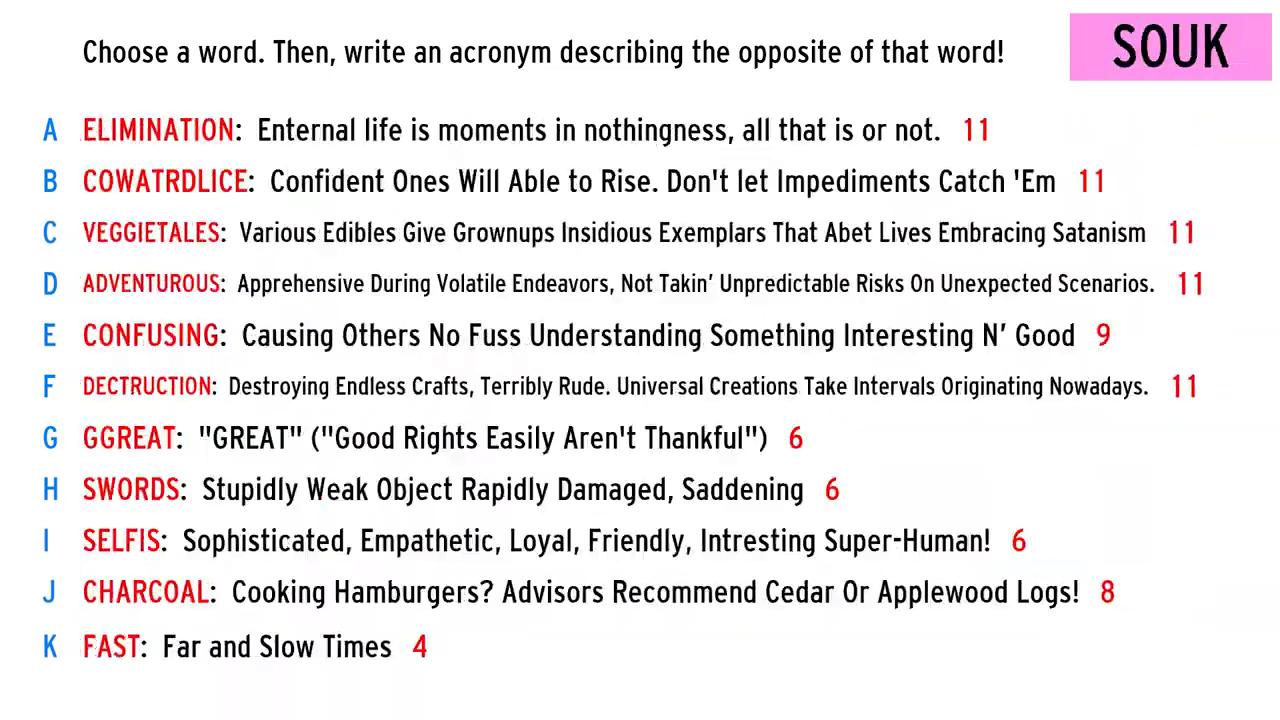 Choose a word. Then, write an acronym describing the opposite of that word!
SOUK
A ELIMINATION: Enternal life is moments in nothingness, all that is or not. 11
B COWATRDLICE: Confident Ones Will Able to Rise. Don't let Impediments Catch 'Em 11
C VEGGIETALES: Various Edibles Give Grownups Insidious Exemplars That Abet Lives Embracing Satanism 11
D ADVENTUROUS: Apprehensive During Volatile Endeavors, Not Takin’ Unpredictable Risks On Unexpected Scenarios. 11
E CONFUSING: Causing Others No Fuss Understanding Something Interesting N’ Good 9
F DECTRUCTION: Destroying Endless Crafts, Terribly Rude. Universal Creations Take Intervals Originating Nowadays. 11
G GGREAT: "GREAT" ("Good Rights Easily Aren't Thankful") 6
H SWORDS: Stupidly Weak Object Rapidly Damaged, Saddening 6
I SELFIS: Sophisticated, Empathetic, Loyal, Friendly, Intresting Super-Human! 6
J CHARCOAL: Cooking Hamburgers? Advisors Recommend Cedar Or Applewood Logs! 8
K FAST: Far and Slow Times 4